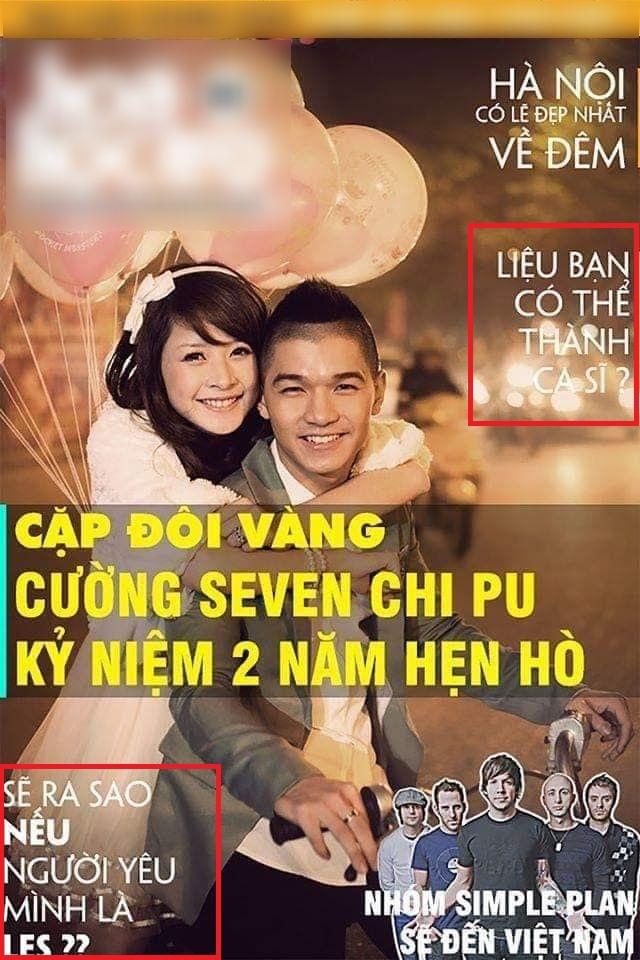 HÀ NỘI
CÓ LẼ ĐẸP NHẤT
VỀ ĐÊM
LIỆU BẠN
CÓ THỂ
THÀNH
CA SĨ ?
CẶP ĐÔI VÀNG
CƯỜNG SEVEN CHI PU
KỶ NIỆM 2 NĂM HẸN HÒ
SẼ RA SAO
NẾU
NGƯỜI YÊU
MÌNH LÀ
LES ??
NHÓM SIMPLE PLAN
SẼ ĐẾN VIỆT NAM